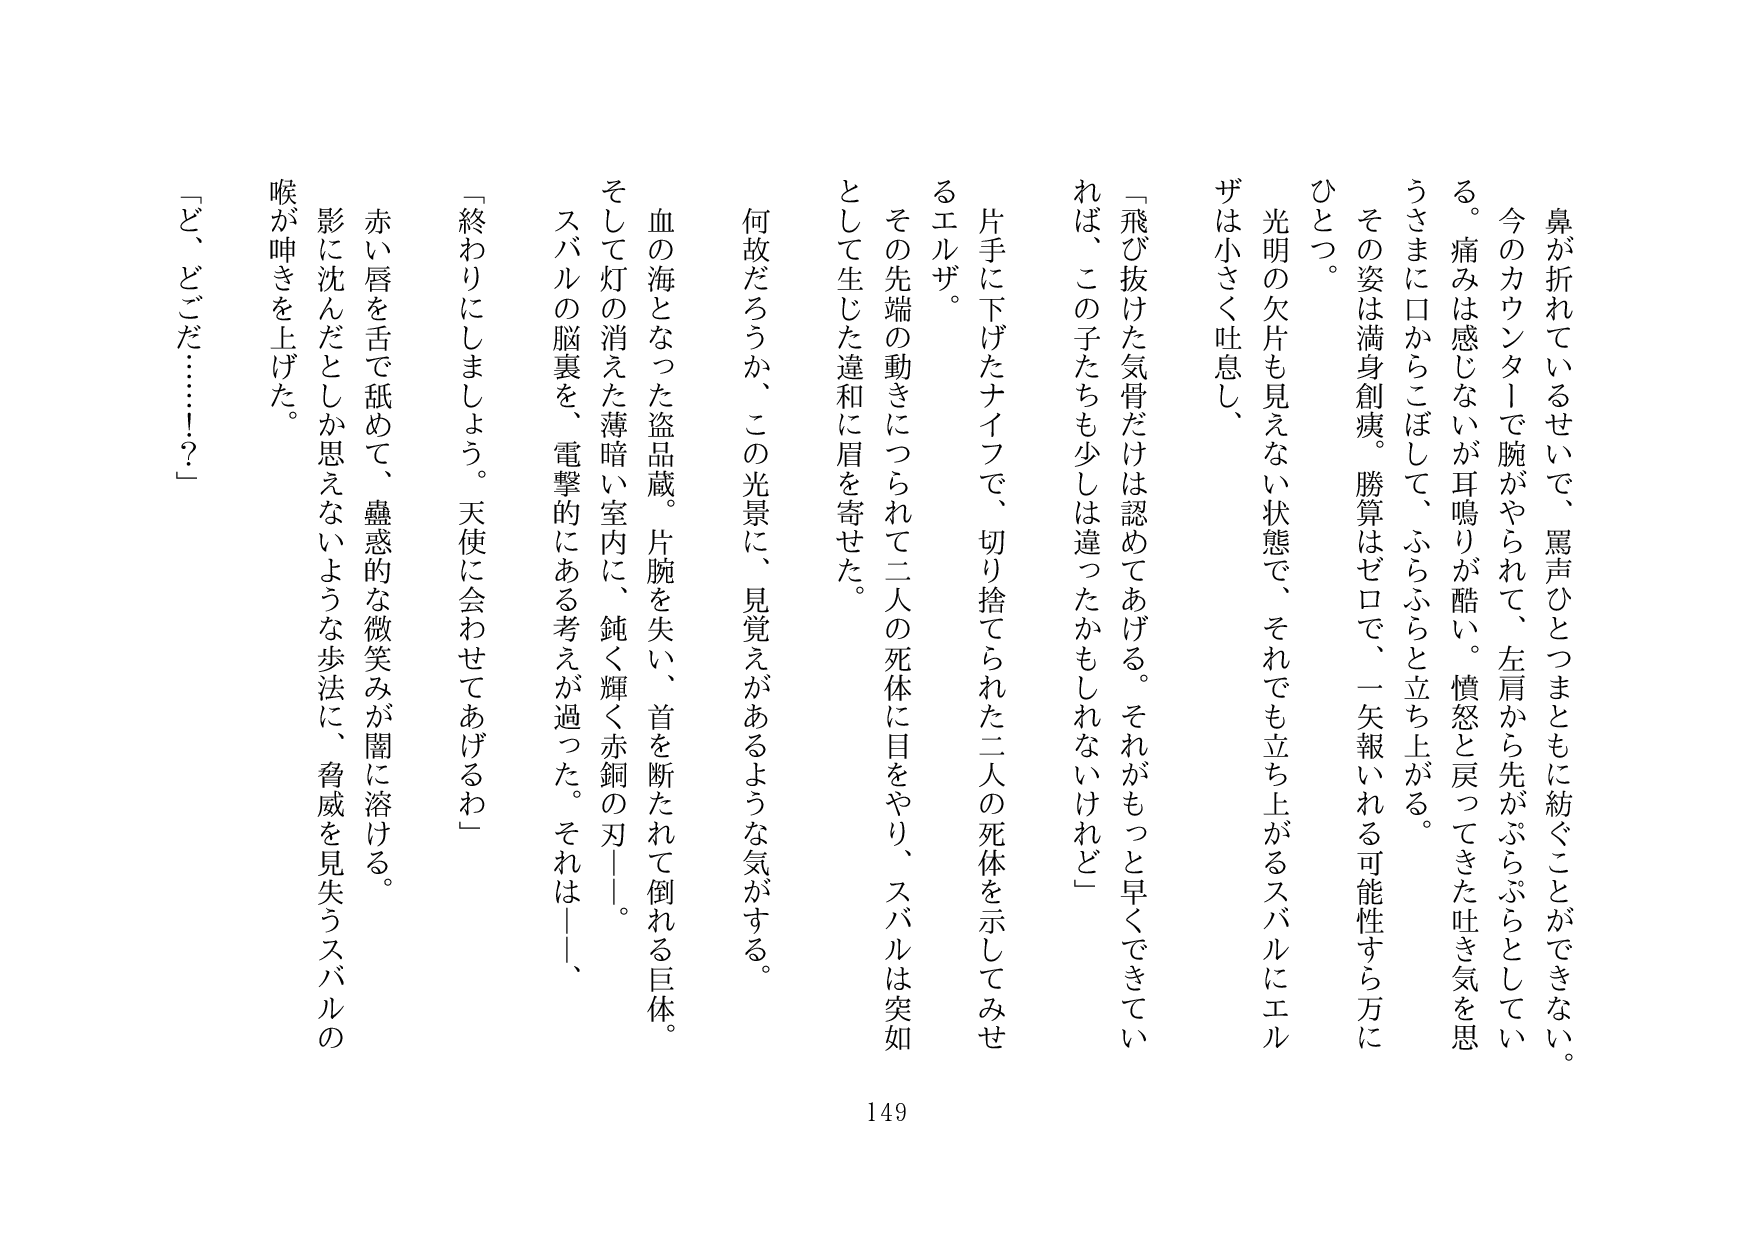 鼻が折れているせいで、罵声ひとつまともに紡ぐことができない。
　今のカウンターで腕がやられて、左肩から先がぷらぷらとしてい
る。痛みは感じないが耳鳴りが酷い。憤怒と戻ってきた吐き気を思
うさまに口からこぼして、ふらふらと立ち上がる。
　その姿は満身創痍。勝算はゼロで、一矢報いれる可能性すら万に
ひとつ。
　光明の欠片も見えない状態で、それでも立ち上がるスバルにエル
ザは小さく吐息し、
「飛び抜けた気骨だけは認めてあげる。それがもっと早くできてい
れば、この子たちも少しは違ったかもしれないけれど」
　片手に下げたナイフで、切り捨てられた二人の死体を示してみせ
るエルザ。
　その先端の動きにつられて二人の死体に目をやり、スバルは突如
として生じた違和に眉を寄せた。
　何故だろうか、この光景に、見覚えがあるような気がする。
　血の海となった盗品蔵。片腕を失い、首を断たれて倒れる巨体。
そして灯の消えた薄暗い室内に、鈍く輝く赤銅の刃――。
　スバルの脳裏を、電撃的にある考えが過った。それは――、
「終わりにしましょう。天使に会わせてあげるわ」
　赤い唇を舌で舐めて、蠱惑的な微笑みが闇に溶ける。
　影に沈んだとしか思えないような歩法に、脅威を見失うスバルの
喉が呻きを上げた。
「ど、どごだ……！？」
149